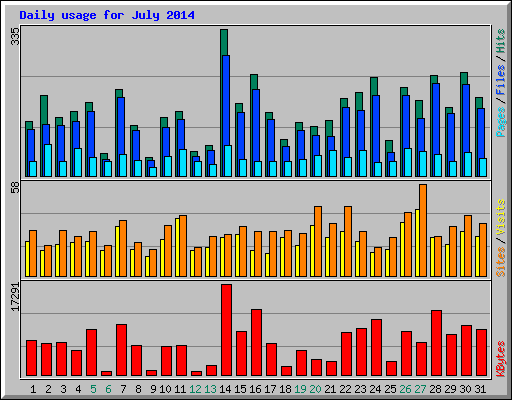 Daily usage for July 2014
335
Pages / Files / Hits
58
Sites / Visits
17291
KBytes
1 2 3 4 5 6 7 8 9 10 11 12 13 14 15 16 17 18 19 20 21 22 23 24 25 26 27 28 29 30 31